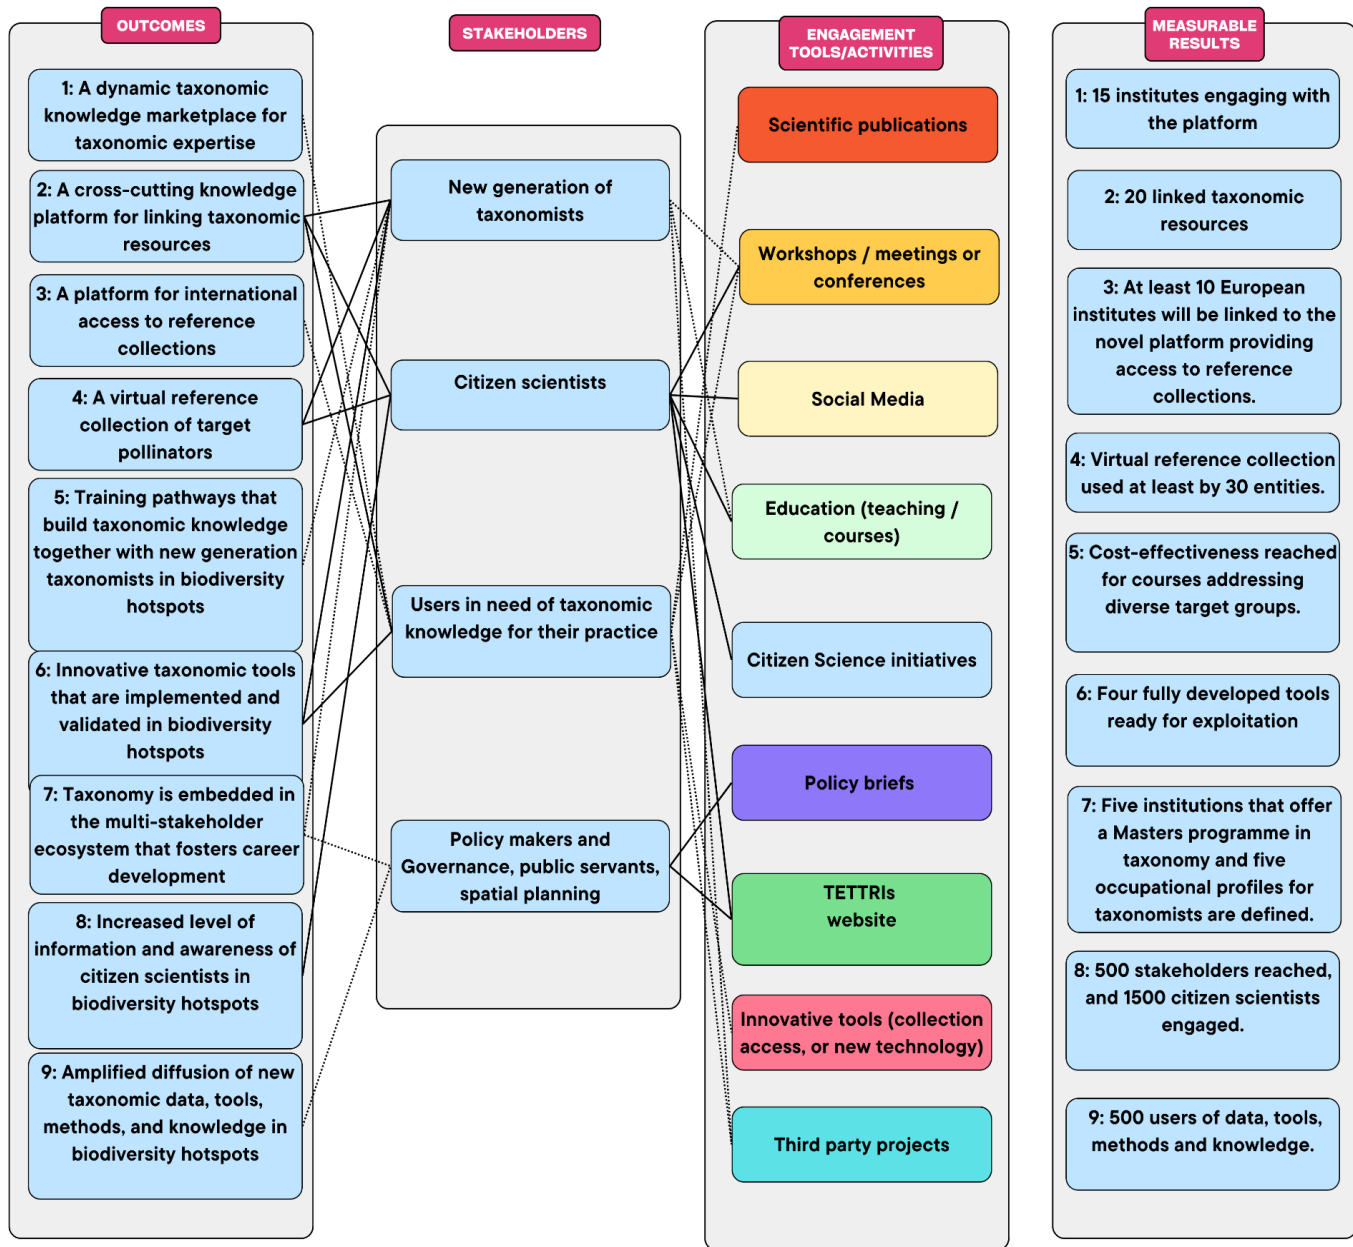 OUTCOMES
1: A dynamic taxonomic
knowledge marketplace for
taxonomic expertise
2: A cross-cutting knowledge
platform for linking taxonomic
resources
3: A platform for international
access to reference
collections
4: A virtual reference
collection of target
pollinators
5: Training pathways that
build taxonomic knowledge
together with new generation
taxonomists in biodiversity
hotspots
6: Innovative taxonomic tools
that are implemented and
validated in biodiversity
hotspots
7: Taxonomy is embedded in
the multi-stakeholder
ecosystem that fosters career
development
8: Increased level of
information and awareness of
citizen scientists in
biodiversity hotspots
9: Amplified diffusion of new
taxonomic data, tools,
methods, and knowledge in
biodiversity hotspots
STAKEHOLDERS
New generation of
taxonomists
Citizen scientists
Users in need of taxonomic
knowledge for their practice
Policy makers and
Governance, public servants,
spatial planning
ENGAGEMENT
TOOLS/ACTIVITIES
Scientific publications
Workshops / meetings or
conferences
Social Media
Education (teaching /
courses)
Citizen Science initiatives
Policy briefs
TETTRIs
website
Innovative tools (collection
access, or new technology)
Third party projects
MEASURABLE
RESULTS
1: 15 institutes engaging with
the platform
2: 20 linked taxonomic
resources
3: At least 10 European
institutes will be linked to the
novel platform providing
access to reference
collections.
4: Virtual reference collection
used at least by 30 entities.
5: Cost-effectiveness reached
for courses addressing
diverse target groups.
6: Four fully developed tools
ready for exploitation
7: Five institutions that offer
a Masters programme in
taxonomy and five
occupational profiles for
taxonomists are defined.
8: 500 stakeholders reached,
and 1500 citizen scientists
engaged.
9: 500 users of data, tools,
methods and knowledge.